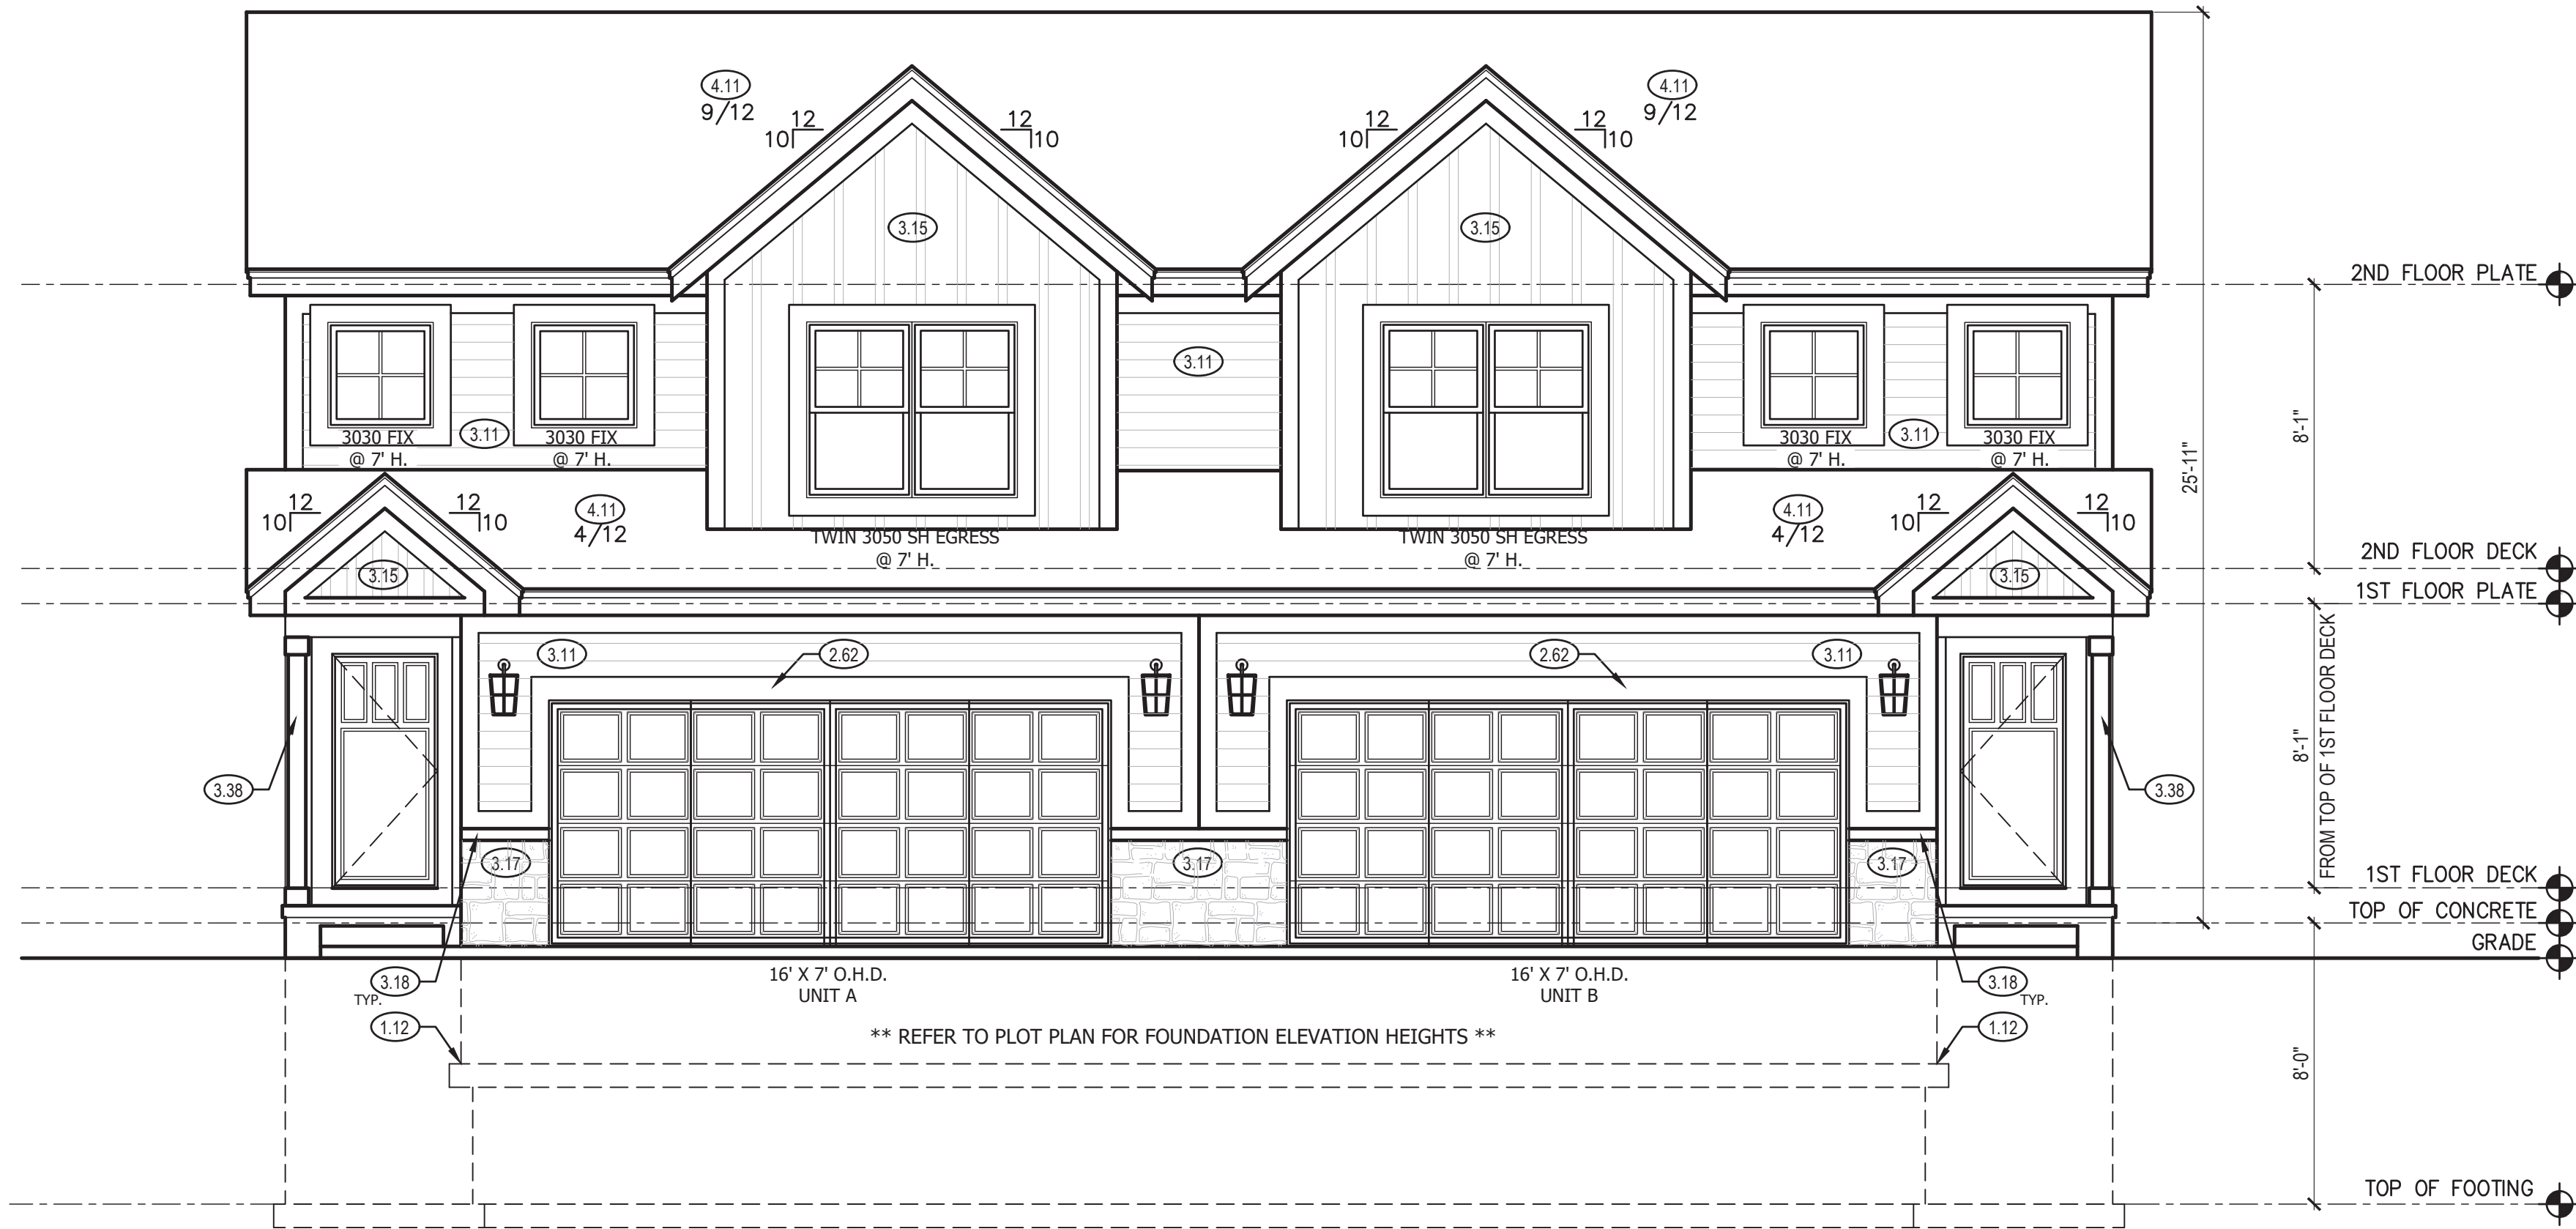 4.11
9/12
4.11
9/12
12
10
12
10
12
10
12
10
3.15
3.15
2ND FLOOR PLATE
3.11
3.11
3.11
3030 FIX
@ 7' H.
3030 FIX
@ 7' H.
3030 FIX
@ 7' H.
3030 FIX
@ 7' H.
8'-1"
25'-11"
12
10
12
10
4.11
4/12
TWIN 3050 SH EGRESS
@ 7' H.
TWIN 3050 SH EGRESS
@ 7' H.
4.11
4/12
12
10
12
10
3.15
3.15
2ND FLOOR DECK
1ST FLOOR PLATE
3.11
2.62
2.62
3.11
3.38
3.38
8'-1"
FROM TOP OF 1ST FLOOR DECK
3.17
3.17
3.17
1ST FLOOR DECK
TOP OF CONCRETE
GRADE
3.18
TYP.
16' X 7' O.H.D.
UNIT A
16' X 7' O.H.D.
UNIT B
3.18
TYP.
1.12
** REFER TO PLOT PLAN FOR FOUNDATION ELEVATION HEIGHTS **
1.12
8'-0"
TOP OF FOOTING